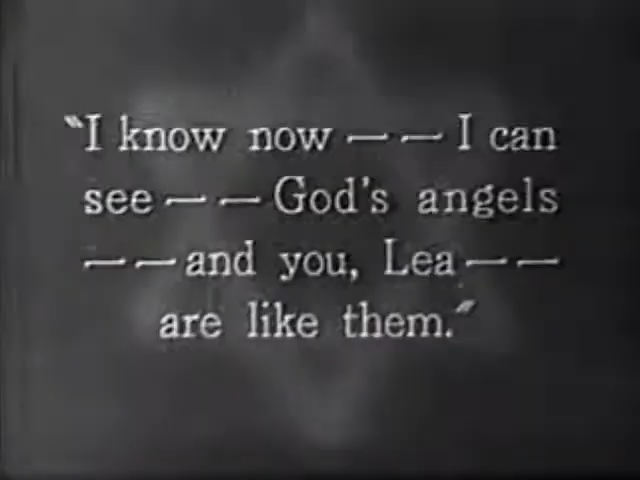 "I know now — — I can
see — — God's angels
— — and you, Lea — —
are like them."